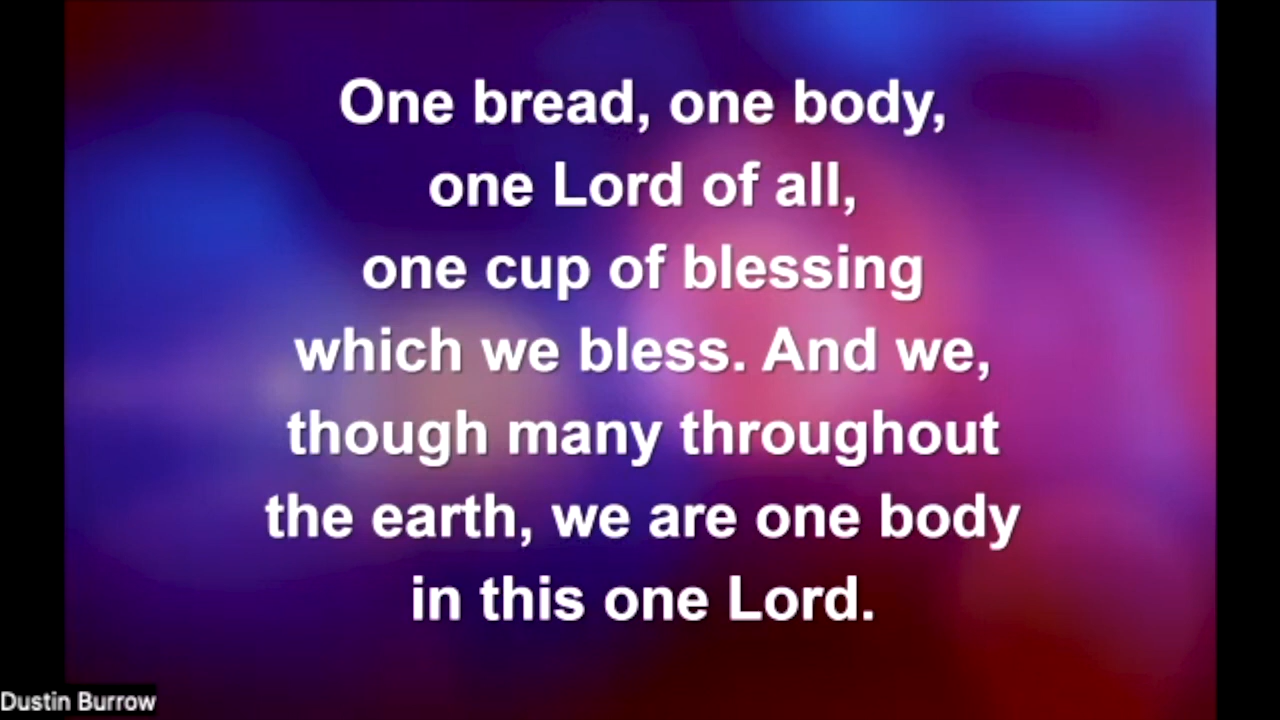 One bread, one body,
one Lord of all,
one cup of blessing
which we bless. And we,
though many throughout
the earth, we are one body
in this one Lord.
Dustin Burrow